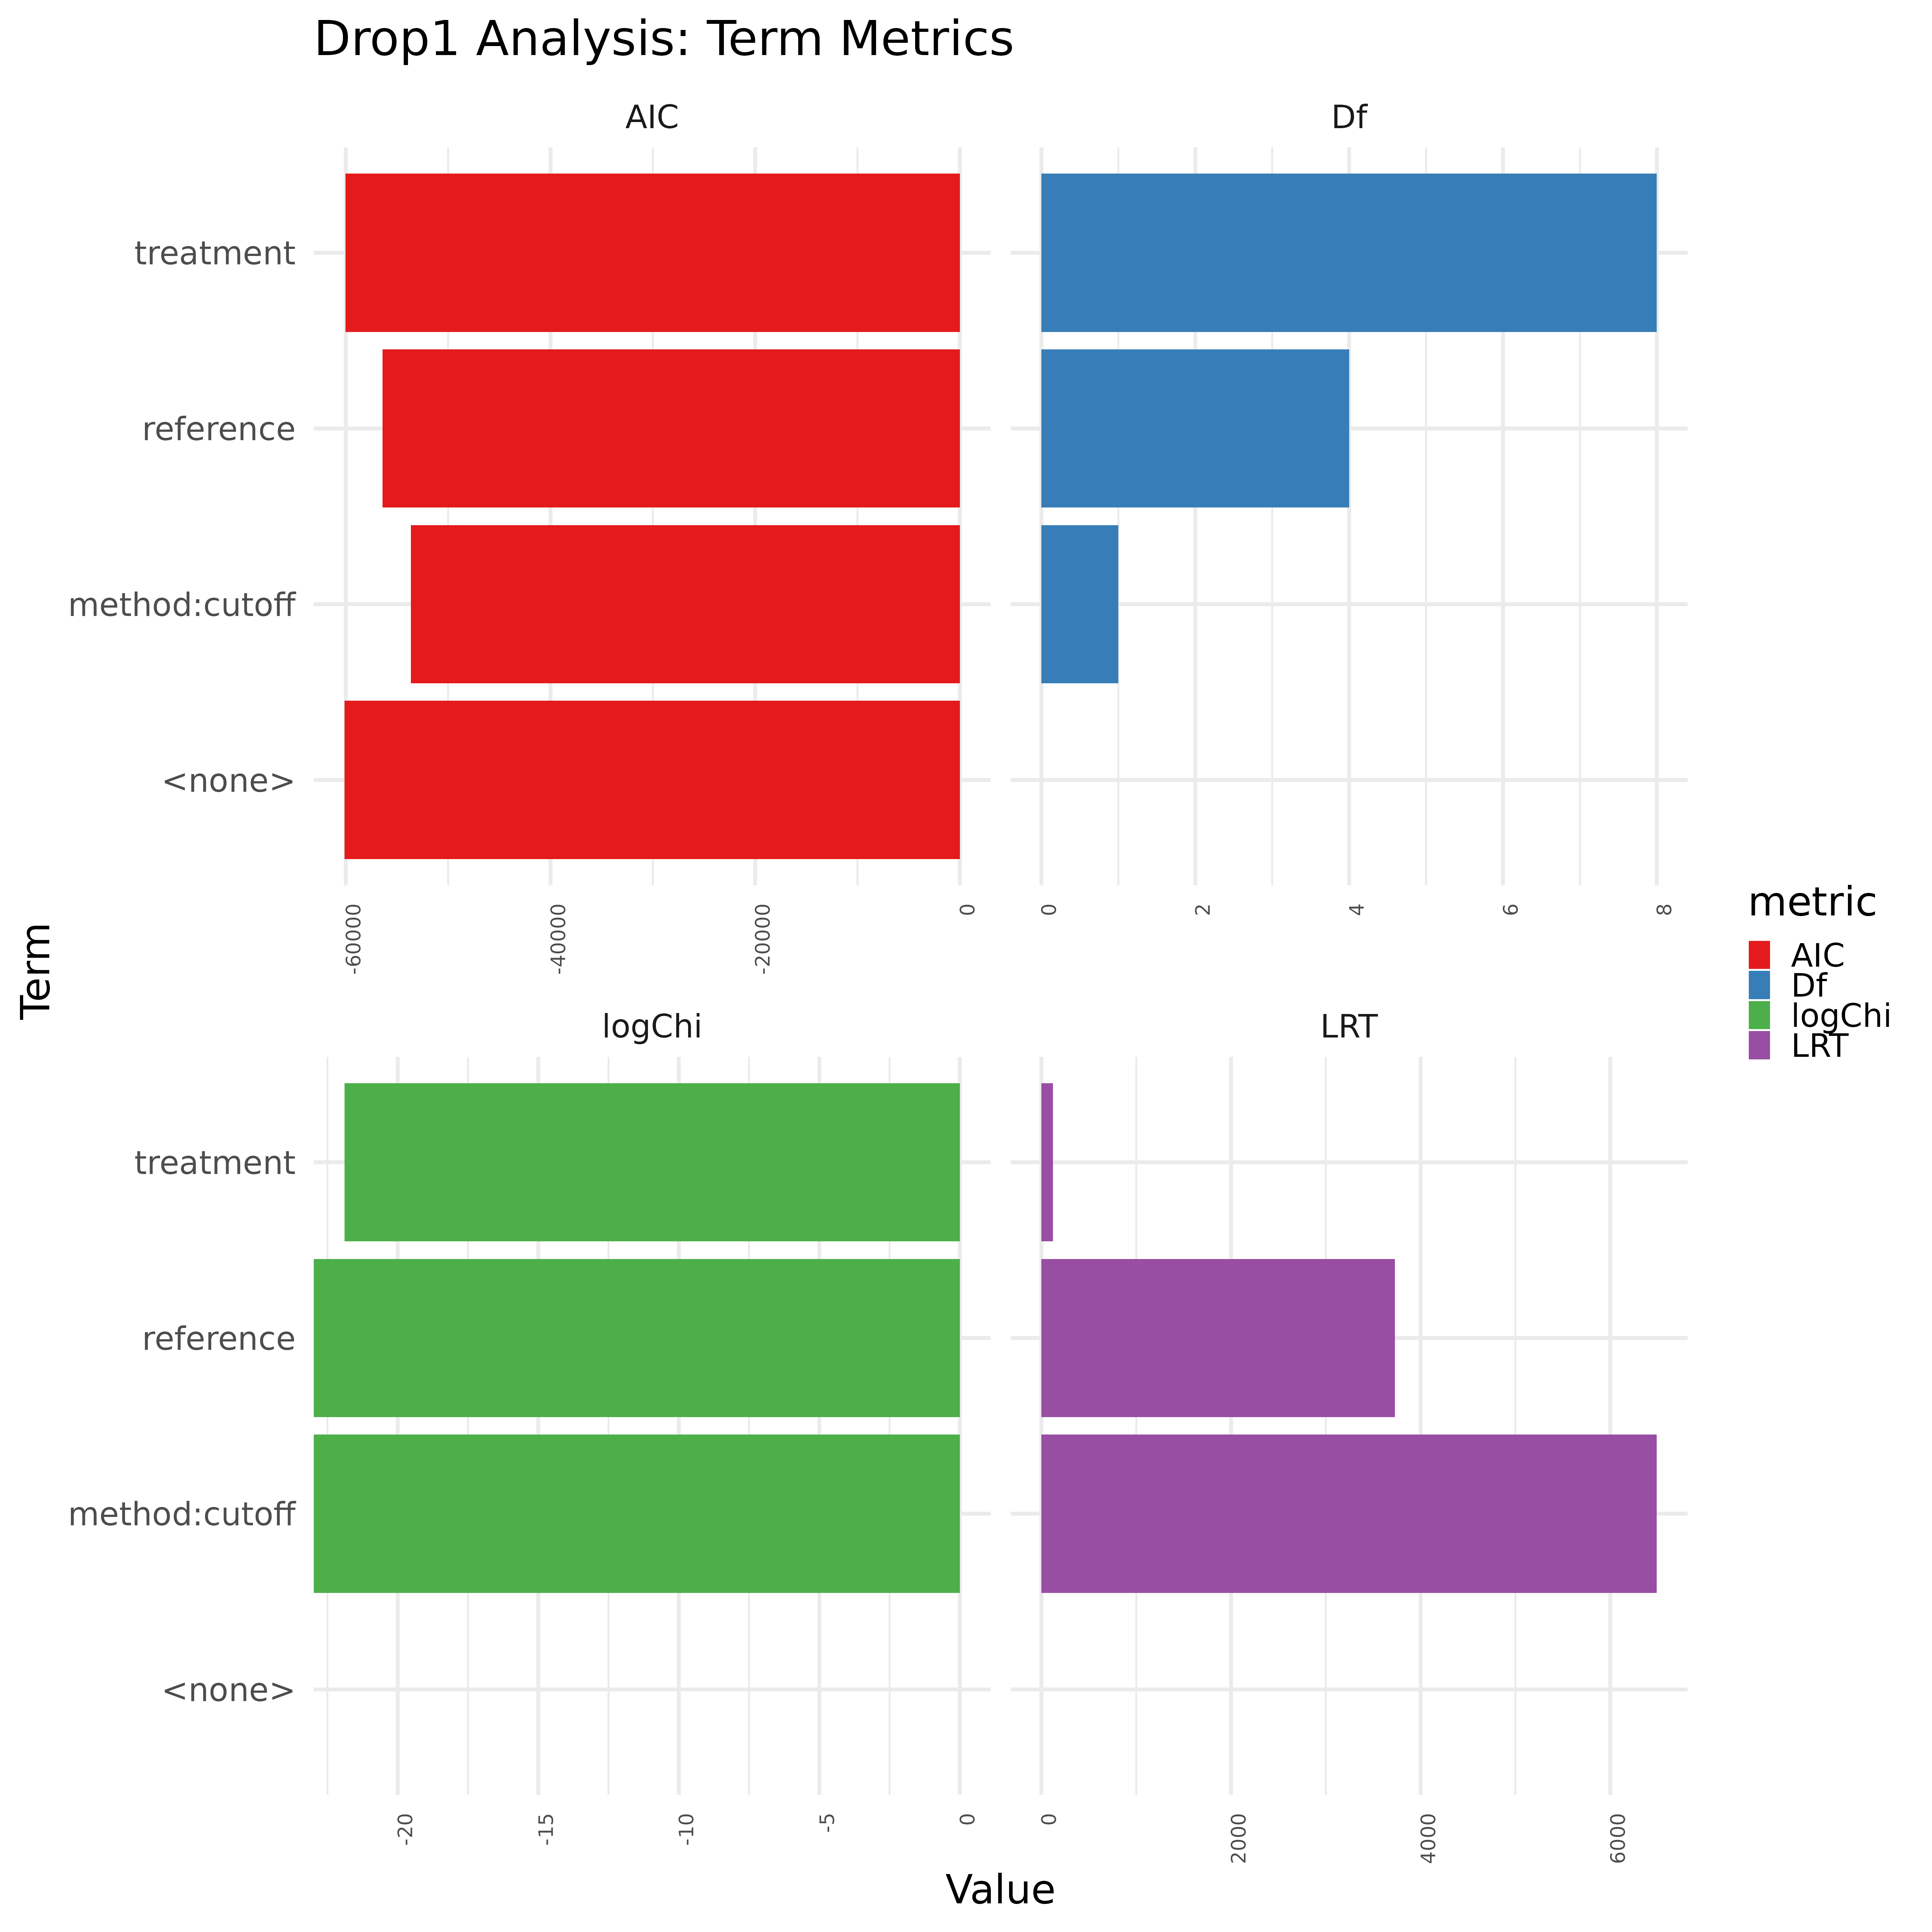 Drop1 Analysis: Term Metrics
AIC
Df
treatment
reference
method:cutoff
<none>
-60000
-40000
-20000
0
0
2
4
6
8
Term
logChi
LRT
treatment
reference
method:cutoff
<none>
-20
-15
-10
-5
0
0
2000
4000
6000
Value
metric
AIC
Df
logChi
LRT